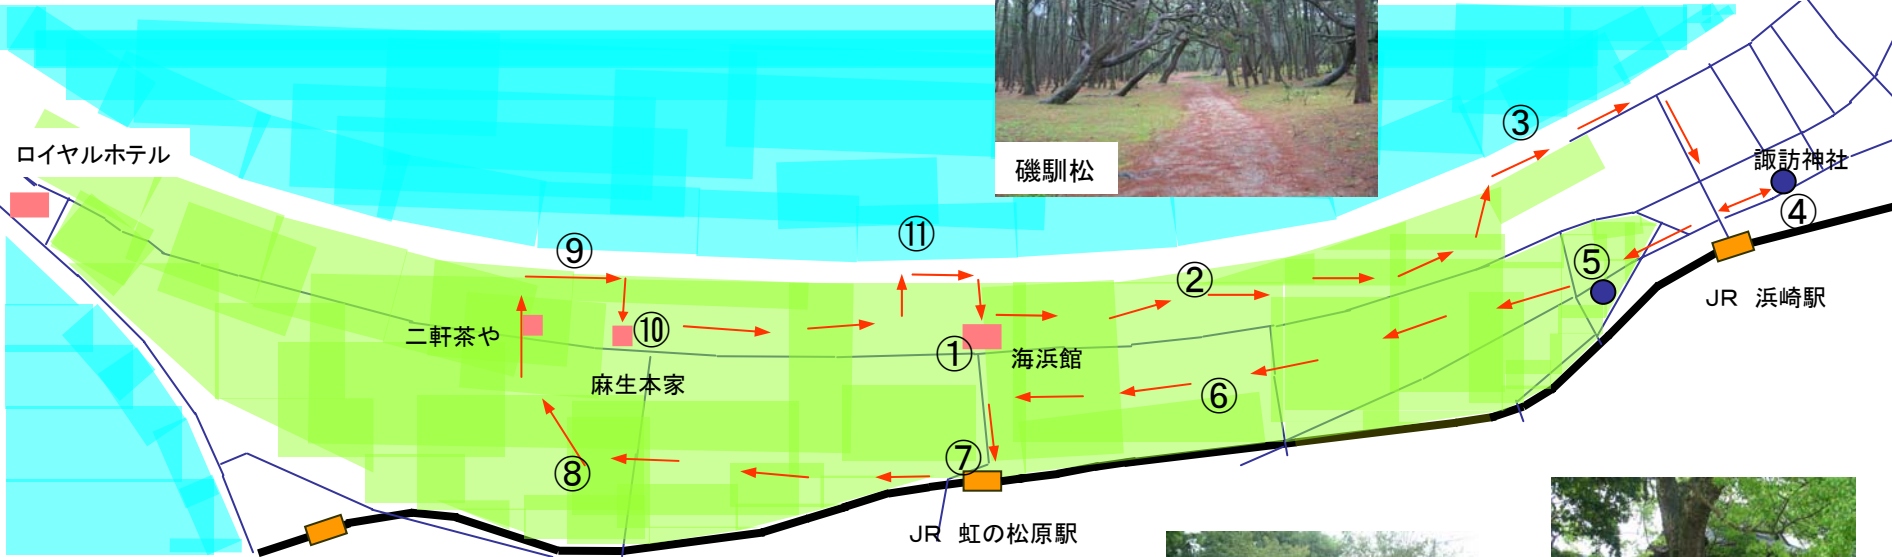 磯馴松
ロイヤルホテル
③
諏訪神社
④
⑪
⑨
②
⑤
JR 浜崎駅
二軒茶や
⑩
①
海浜館
麻生本家
⑥
⑦
⑧
JR 虹の松原駅